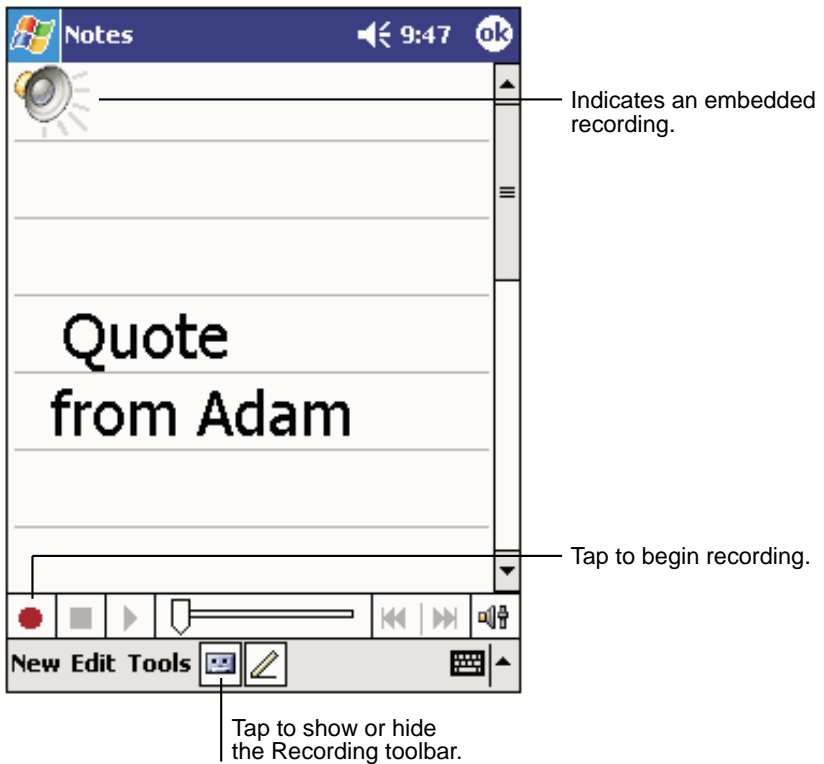 Notes 9:47 ok
Indicates an embedded
recording.
Quote
from Adam
Tap to begin recording.
New Edit Tools
Tap to show or hide
the Recording toolbar.